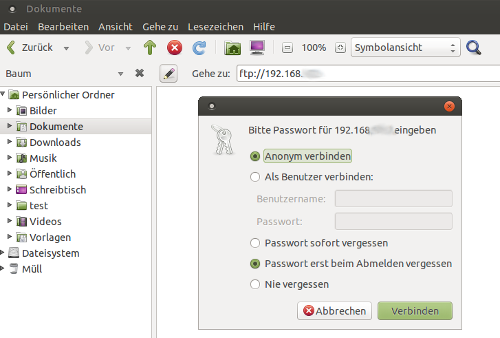 Dokumente
Datei Bearbeiten Ansicht Gehe zu Lesezeichen Hilfe
Zurück Vor 100% Symbolansicht
Baum Gehe zu: ftp://192.168.
Persönlicher Ordner
Bilder
Dokumente
Downloads
Musik
Öffentlich
Schreibtisch
test
Videos
Vorlagen
Dateisystem
Müll
Bitte Passwort für 192.168. eingeben
Anonym verbinden
Als Benutzer verbinden:
Benutzername:
Passwort:
Passwort sofort vergessen
Passwort erst beim Abmelden vergessen
Nie vergessen
Abbrechen Verbinden